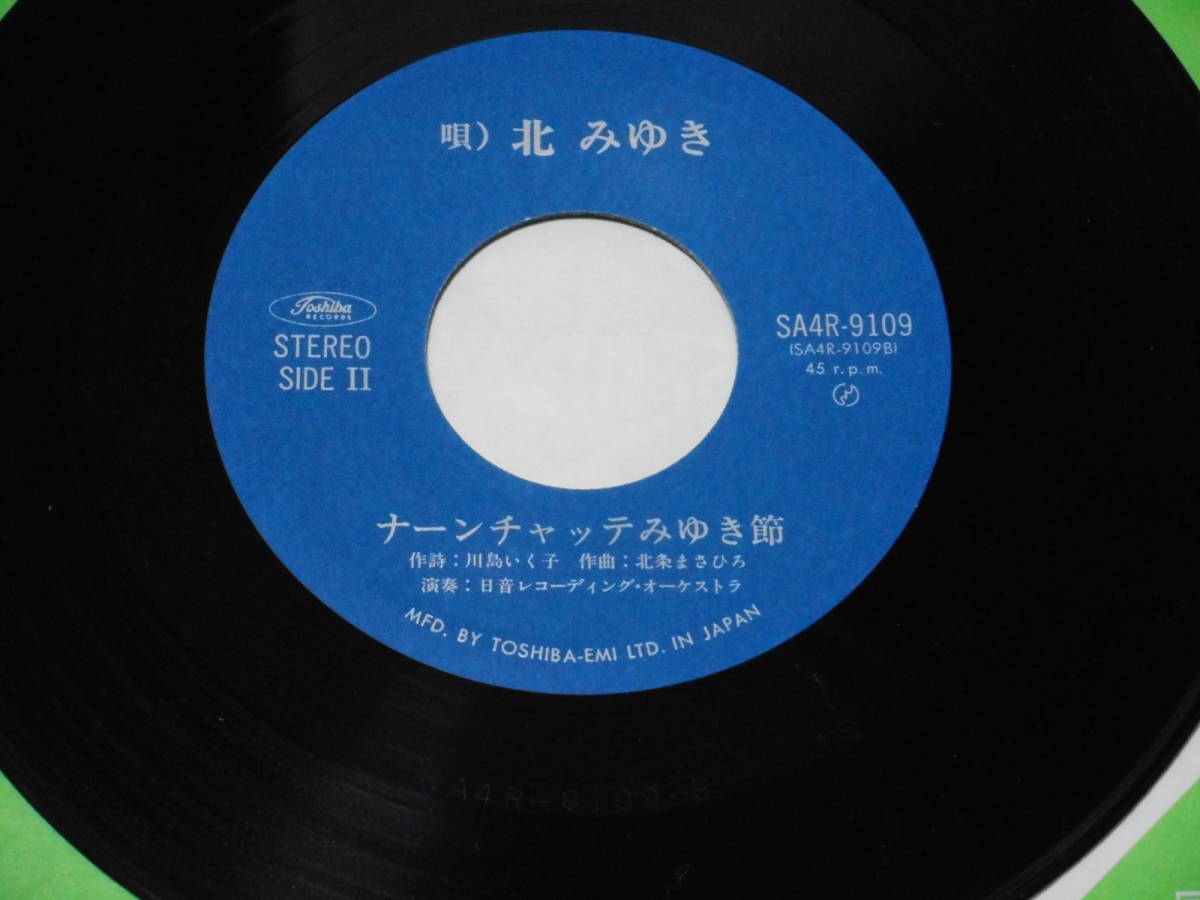 唄）北 みゆき
Toshiba
RECORDS
STEREO
SIDE II
SA4R-9109
(SA4R-9109B)
45 r.p.m.
ナーンチャッテみゆき節
作詩：川島いく子 作曲：北条まさひろ
演奏：日音レコーディング・オーケストラ
MFD. BY TOSHIBA-EMI LTD. IN JAPAN
A4R-9109-B